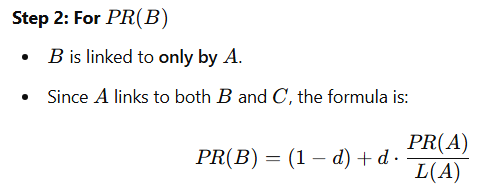 Step 2: For PR(B)
• B is linked to only by A.
• Since A links to both B and C, the formula is:
PR(B) = (1 − d) + d · PR(A) / L(A)